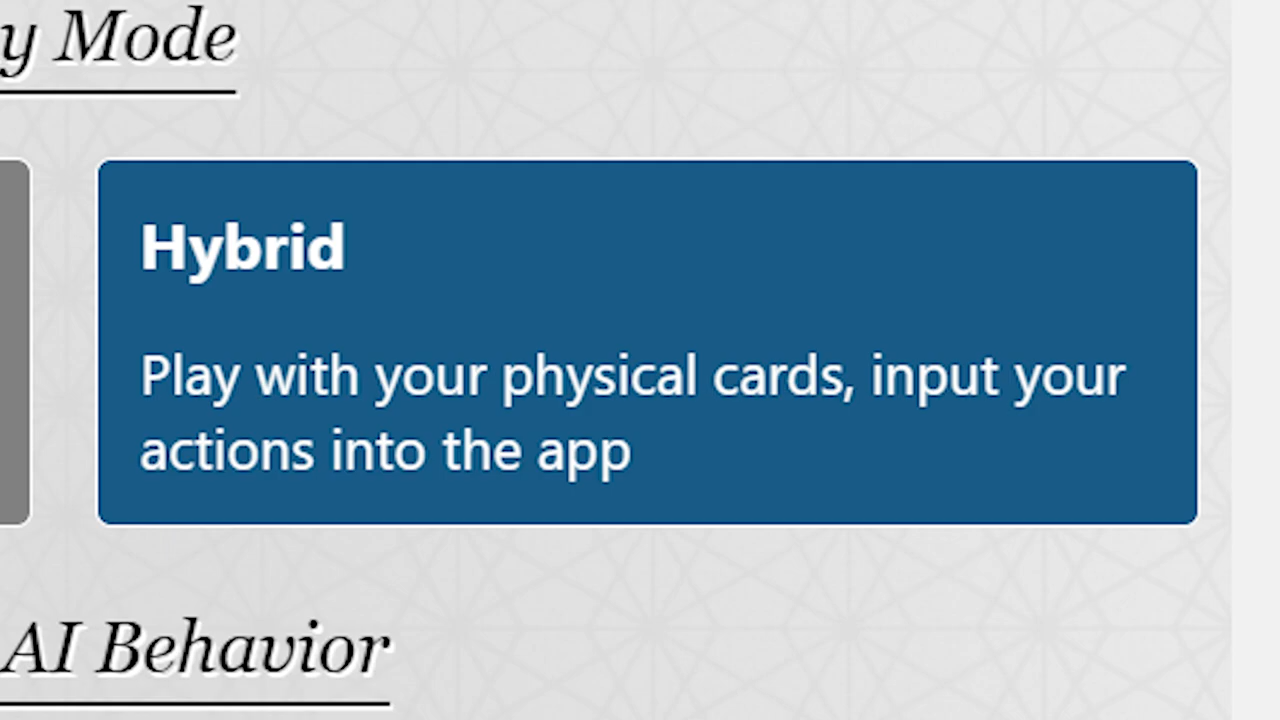 y Mode
Hybrid
Play with your physical cards, input your
actions into the app
AI Behavior